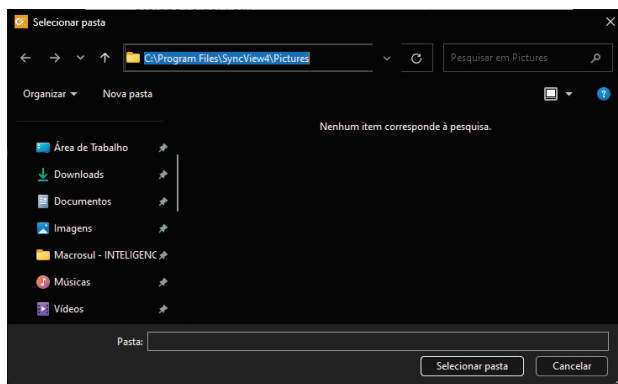 Selecionar pasta
C:\Program Files\SyncView4\Pictures
Pesquisar em Pictures
Organizar
Nova pasta
Nenhum item corresponde à pesquisa.
Área de Trabalho
Downloads
Documentos
Imagens
Macrosul - INTELIGENC
Músicas
Vídeos
Pasta:
Selecionar pasta
Cancelar